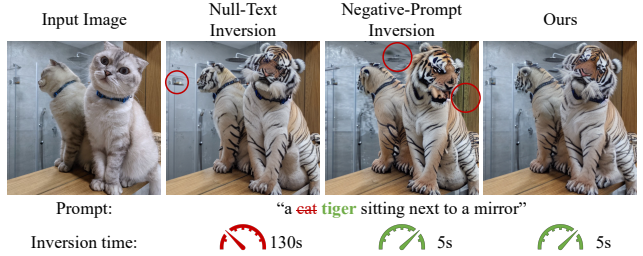 Input Image
Null-Text
Inversion
Negative-Prompt
Inversion
Ours
Prompt:
“a cat tiger sitting next to a mirror”
Inversion time:
130s
5s
5s